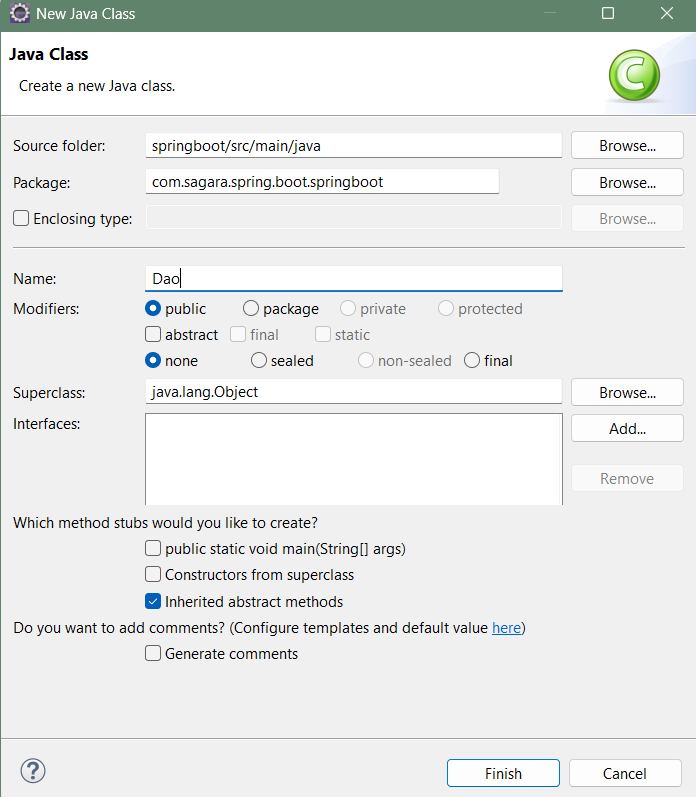 New Java Class
Java Class
Create a new Java class.
Source folder: springboot/src/main/java Browse...
Package: com.sagara.spring.boot.springboot Browse...
Enclosing type: Browse...
Name: Dao
Modifiers: public package private protected
abstract final static
none sealed non-sealed final
Superclass: java.lang.Object Browse...
Interfaces: Add...
Remove
Which method stubs would you like to create?
public static void main(String[] args)
Constructors from superclass
Inherited abstract methods
Do you want to add comments? (Configure templates and default value here)
Generate comments
? Finish Cancel